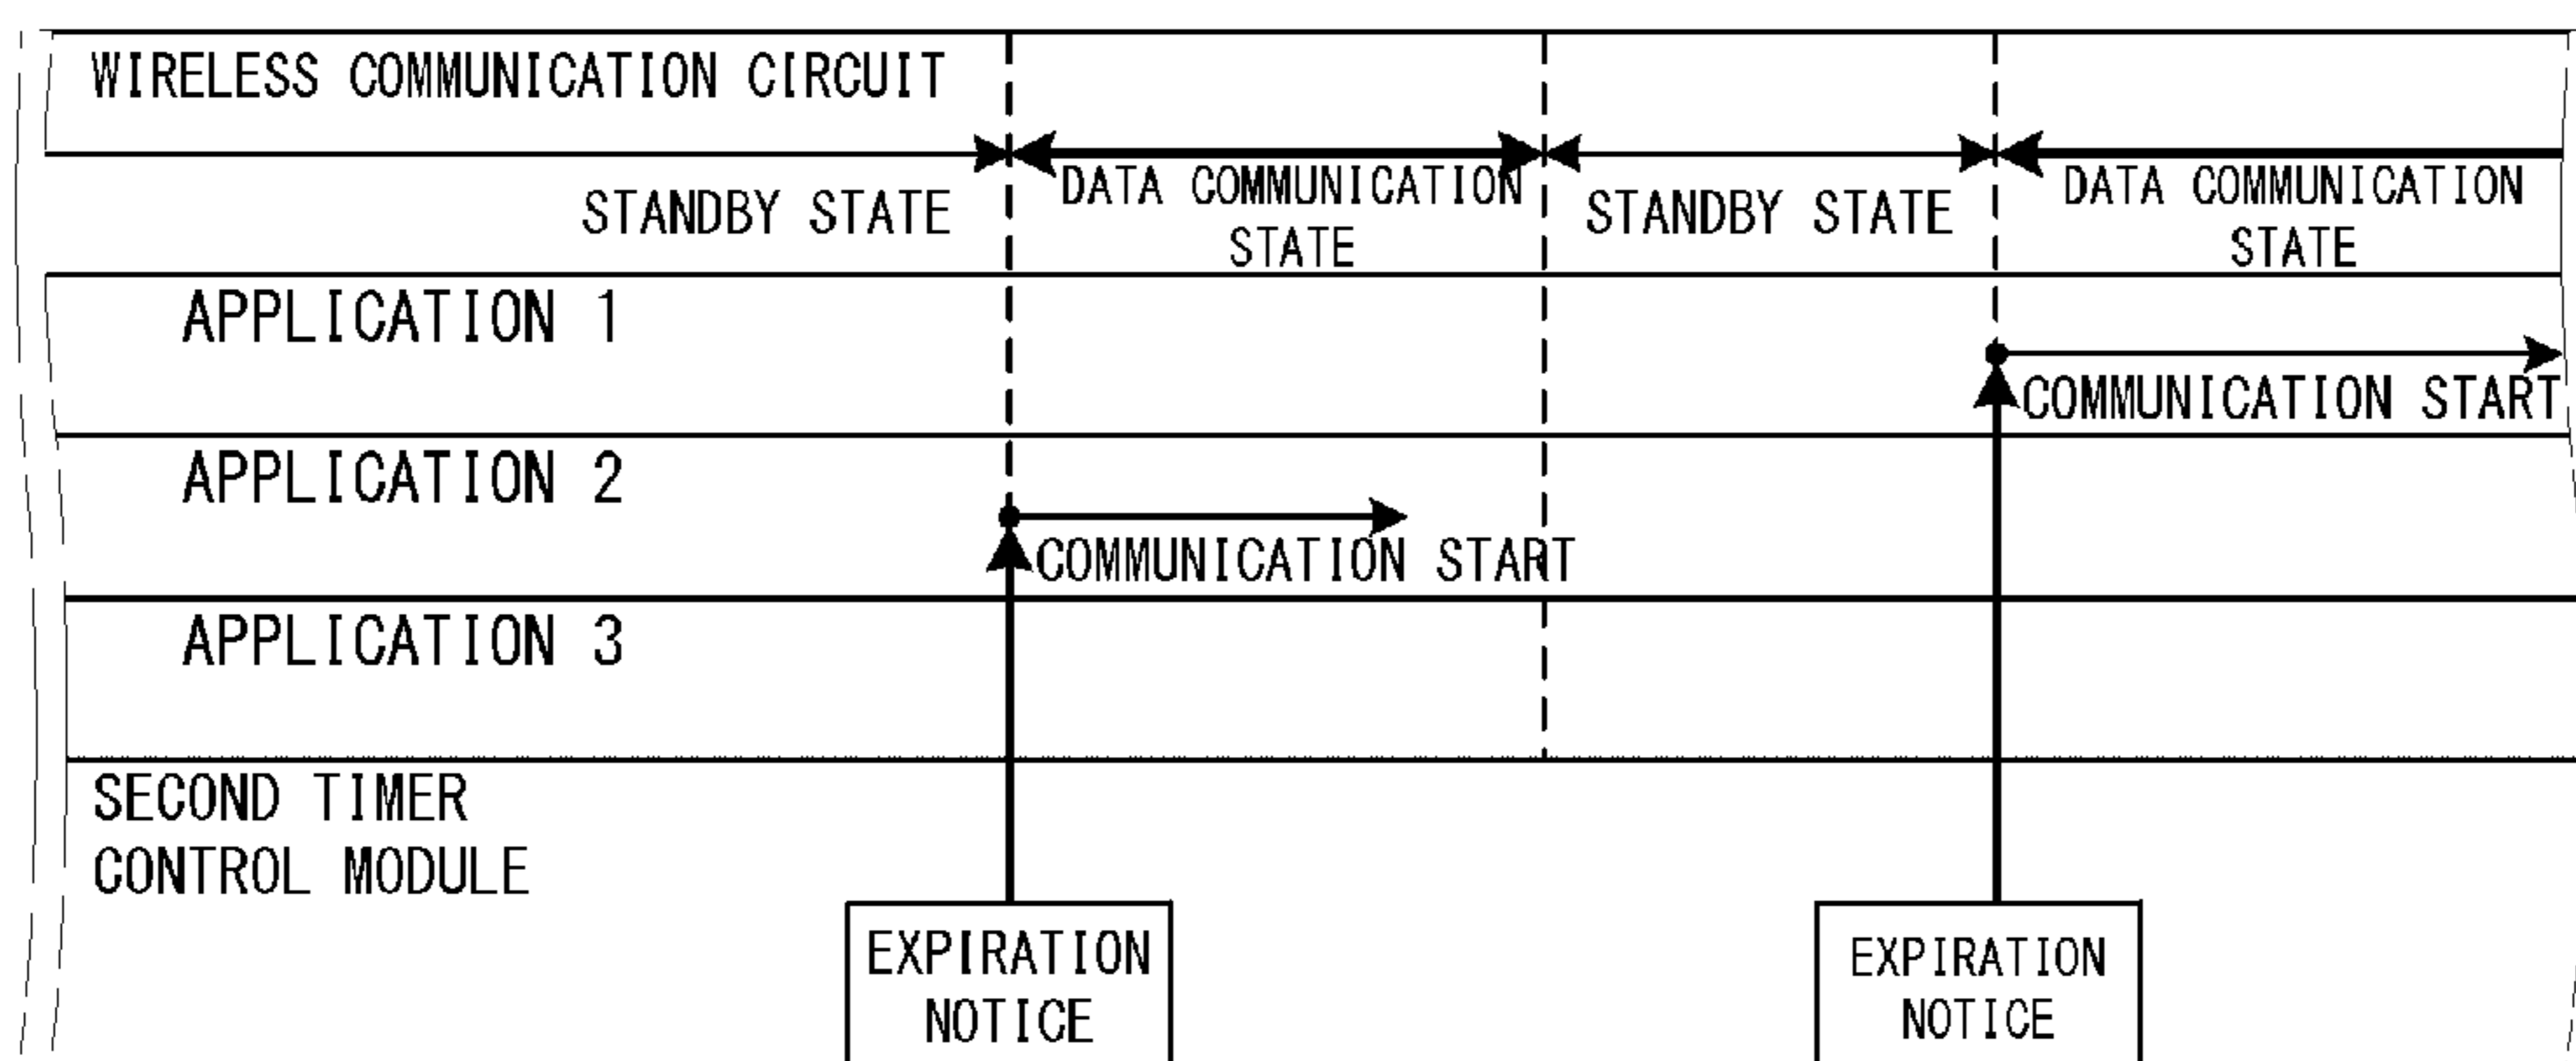 WIRELESS COMMUNICATION CIRCUIT
STANDBY STATE
DATA COMMUNICATION
STATE
STANDBY STATE
DATA COMMUNICATION
STATE
APPLICATION 1
COMMUNICATION START
APPLICATION 2
COMMUNICATION START
APPLICATION 3
SECOND TIMER
CONTROL MODULE
EXPIRATION
NOTICE
EXPIRATION
NOTICE